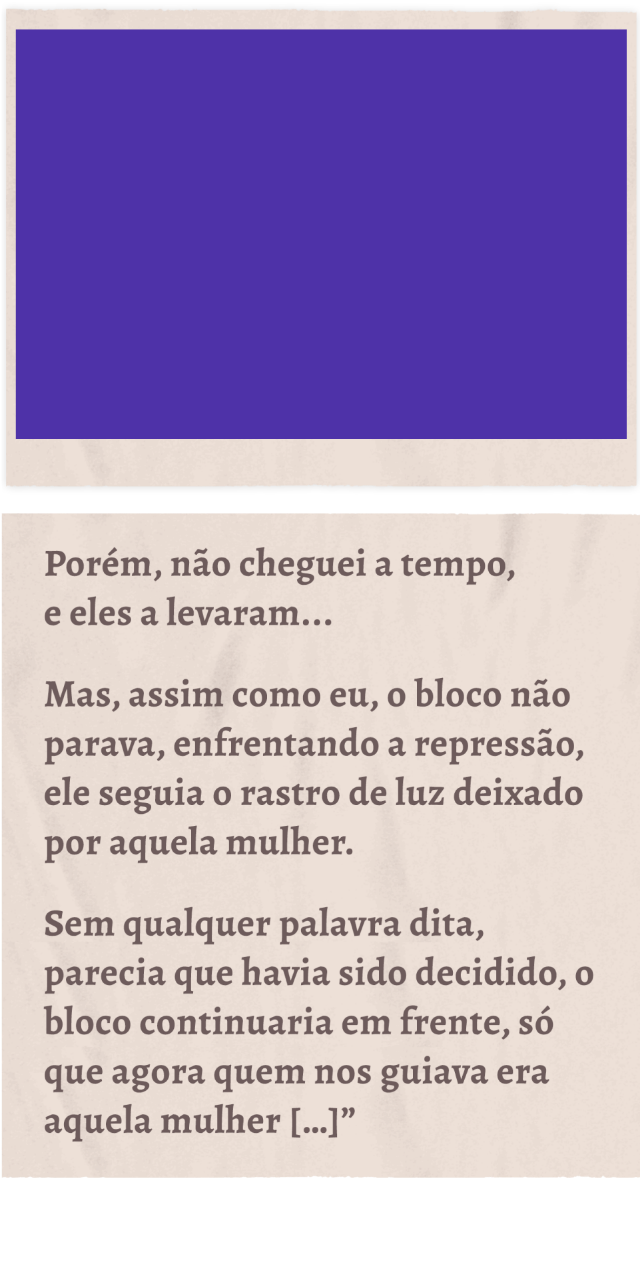 Porém, não cheguei a tempo,
e eles a levaram...
Mas, assim como eu, o bloco não
parava, enfrentando a repressão,
ele seguia o rastro de luz deixado
por aquela mulher.
Sem qualquer palavra dita,
parecia que havia sido decidido, o
bloco continuaria em frente, só
que agora quem nos guiava era
aquela mulher [...]”